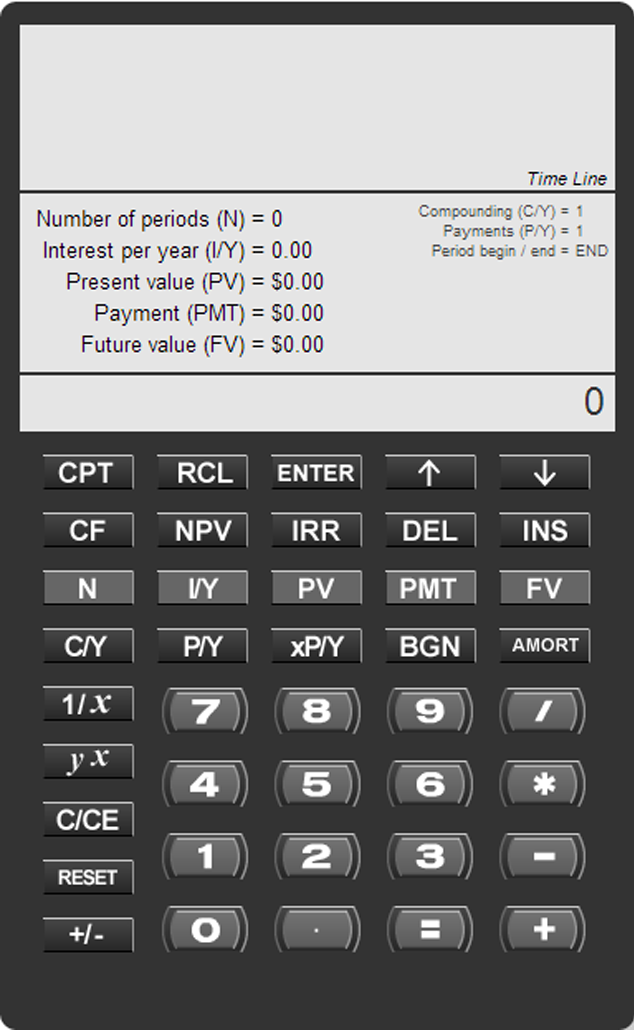 Time Line
Number of periods (N) = 0
Interest per year (I/Y) = 0.00
Present value (PV) = $0.00
Payment (PMT) = $0.00
Future value (FV) = $0.00
Compounding (C/Y) = 1
Payments (P/Y) = 1
Period begin / end = END
0
CPT RCL ENTER ↑ ↓
CF NPV IRR DEL INS
N I/Y PV PMT FV
C/Y P/Y xP/Y BGN AMORT
1/x 7 8 9 /
y x 4 5 6 *
C/CE 1 2 3 -
RESET
+/- 0 . = +